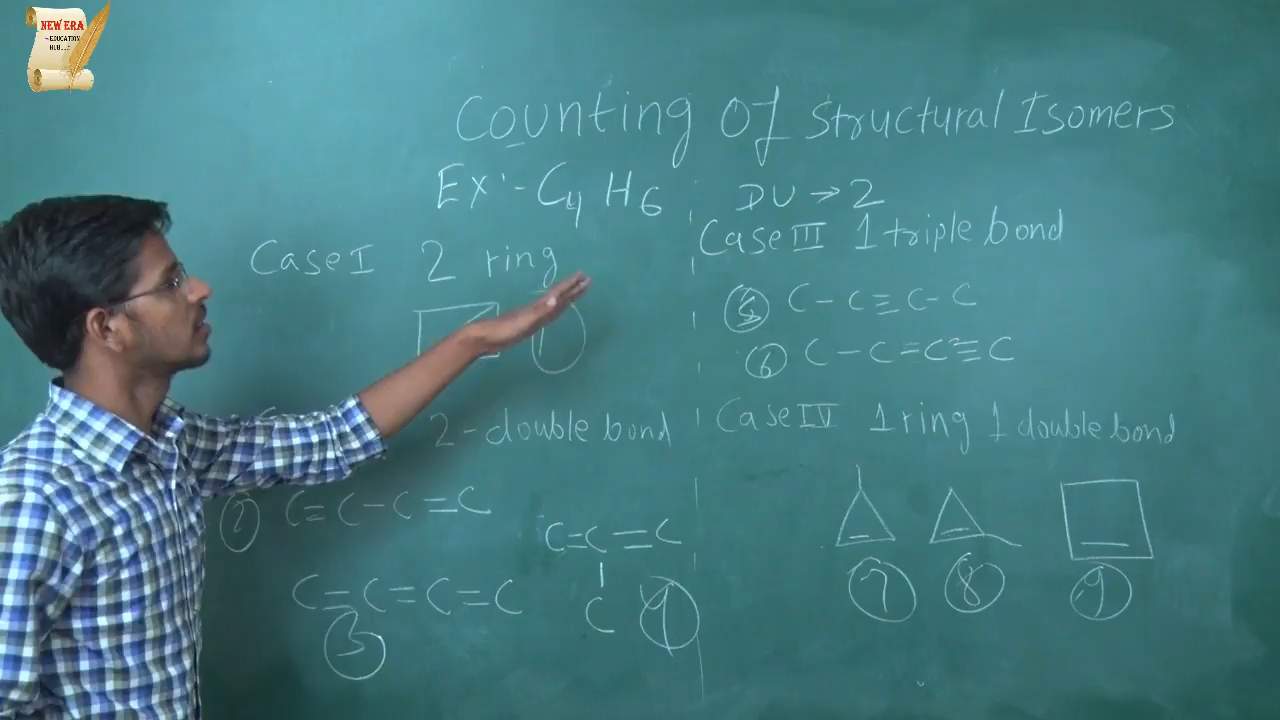 NEW ERA
EDUCATION
HUB...
Counting Of Structural Isomers
Ex:- C4 H6 ; DU → 2
Case I 2 ring
1
2-double bond
2 C=C-C=C
C=C=C=C
3
C=C=C
C
4
Case III 1 triple bond
5 C-C≡C-C
6 C-C=C≡C
Case IV 1 ring 1 double bond
7 8 9